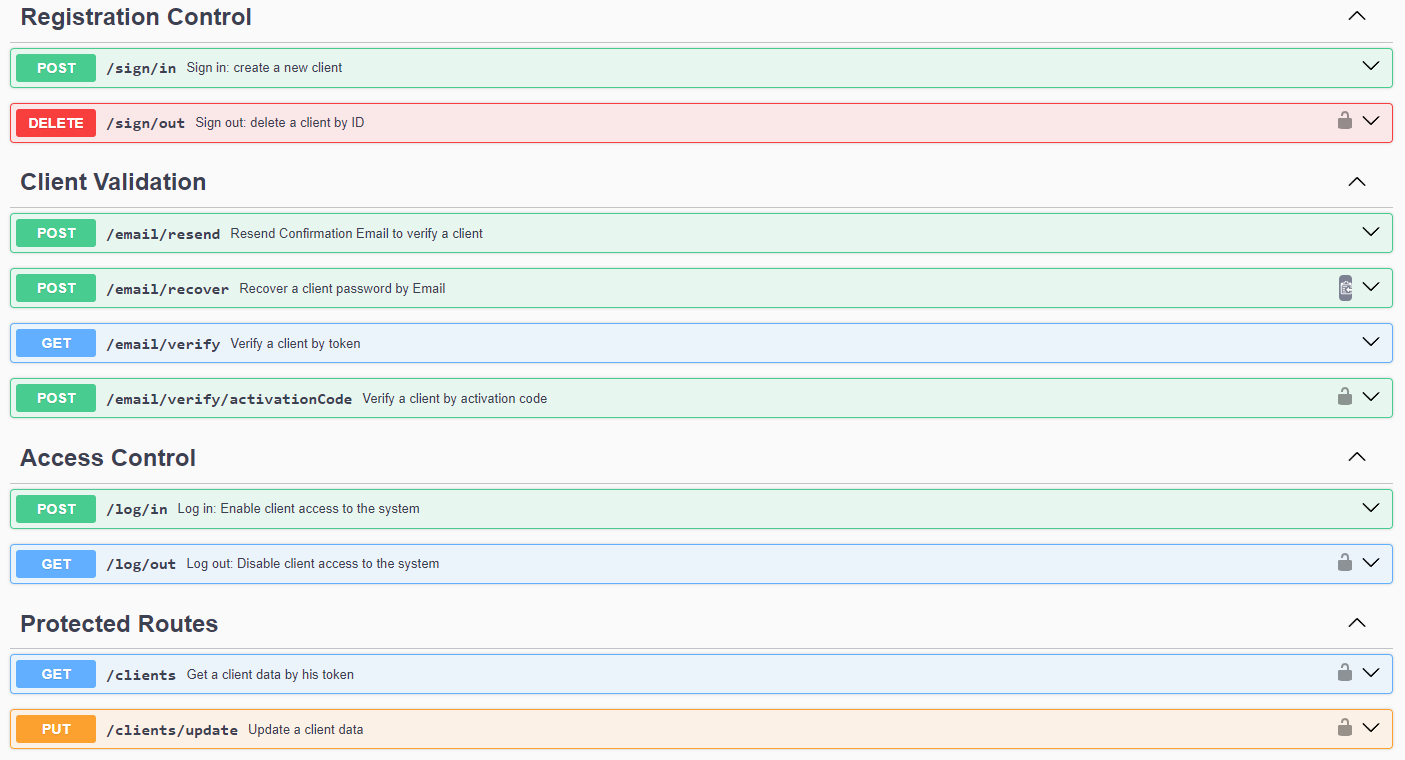 Registration Control
POST /sign/in Sign in: create a new client
DELETE /sign/out Sign out: delete a client by ID
Client Validation
POST /email/resend Resend Confirmation Email to verify a client
POST /email/recover Recover a client password by Email
GET /email/verify Verify a client by token
POST /email/verify/activationCode Verify a client by activation code
Access Control
POST /log/in Log in: Enable client access to the system
GET /log/out Log out: Disable client access to the system
Protected Routes
GET /clients Get a client data by his token
PUT /clients/update Update a client data